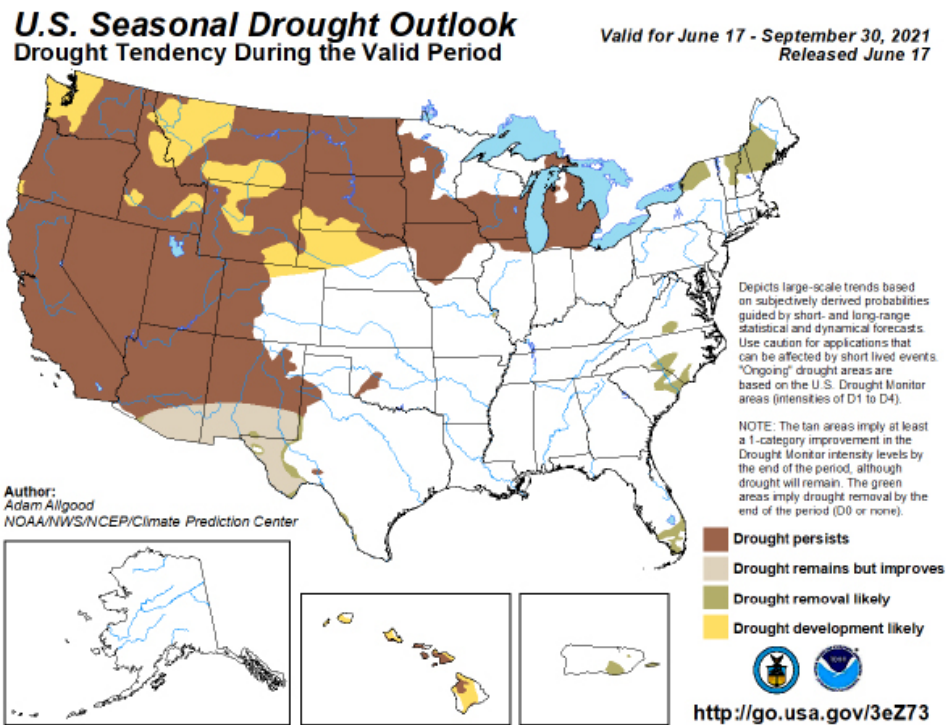 U.S. Seasonal Drought Outlook
Drought Tendency During the Valid Period
Valid for June 17 - September 30, 2021
Released June 17
Depicts large-scale trends based
on subjectively derived probabilities
guided by short- and long-range
statistical and dynamical forecasts.
Use caution for applications that
can be affected by short lived events.
"Ongoing" drought areas are
based on the U.S. Drought Monitor
areas (intensities of D1 to D4).
NOTE: The tan areas imply at least
a 1-category improvement in the
Drought Monitor intensity levels by
the end of the period, although
drought will remain. The green
areas imply drought removal by the
end of the period (D0 or none).
Author:
Adam Allgood
NOAA/NWS/NCEP/Climate Prediction Center
Drought persists
Drought remains but improves
Drought removal likely
Drought development likely
http://go.usa.gov/3eZ73